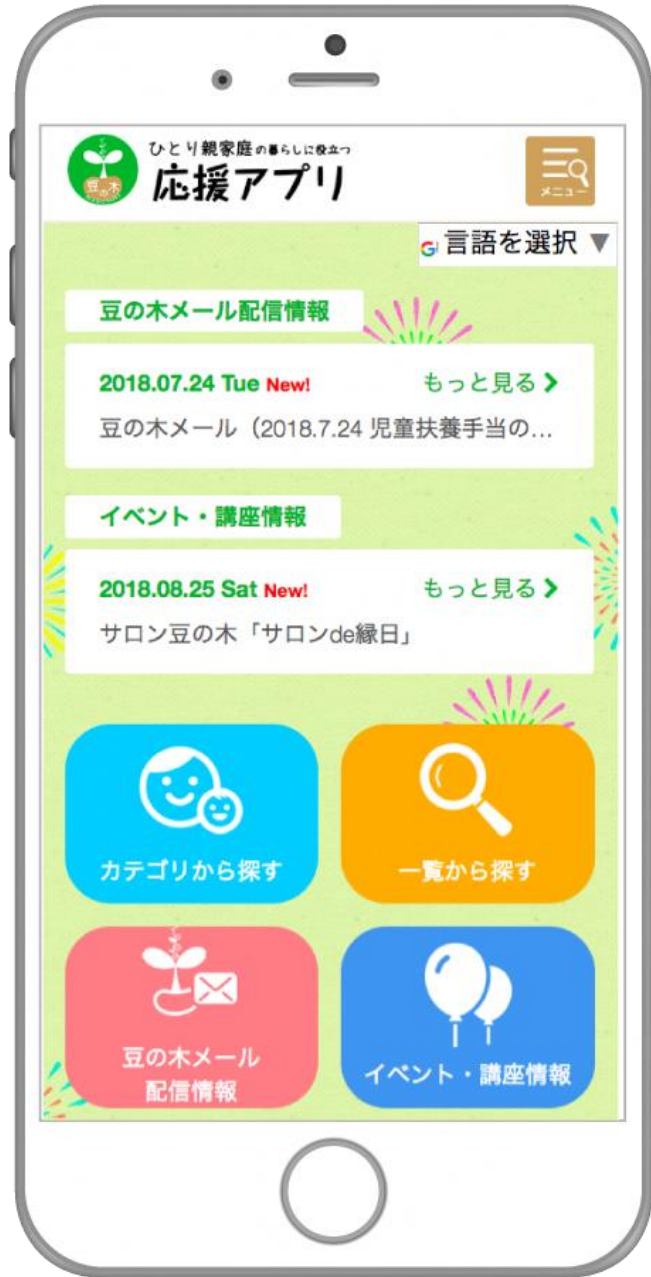 ひとり親家庭の暮らしに役立つ
応援アプリ
豆の木
メニュー
G 言語を選択 ▼
豆の木メール配信情報
2018.07.24 Tue New! もっと見る
豆の木メール（2018.7.24 児童扶養手当の...
イベント・講座情報
2018.08.25 Sat New! もっと見る
サロン豆の木「サロンde縁日」
カテゴリから探す
一覧から探す
豆の木メール
配信情報
イベント・講座情報